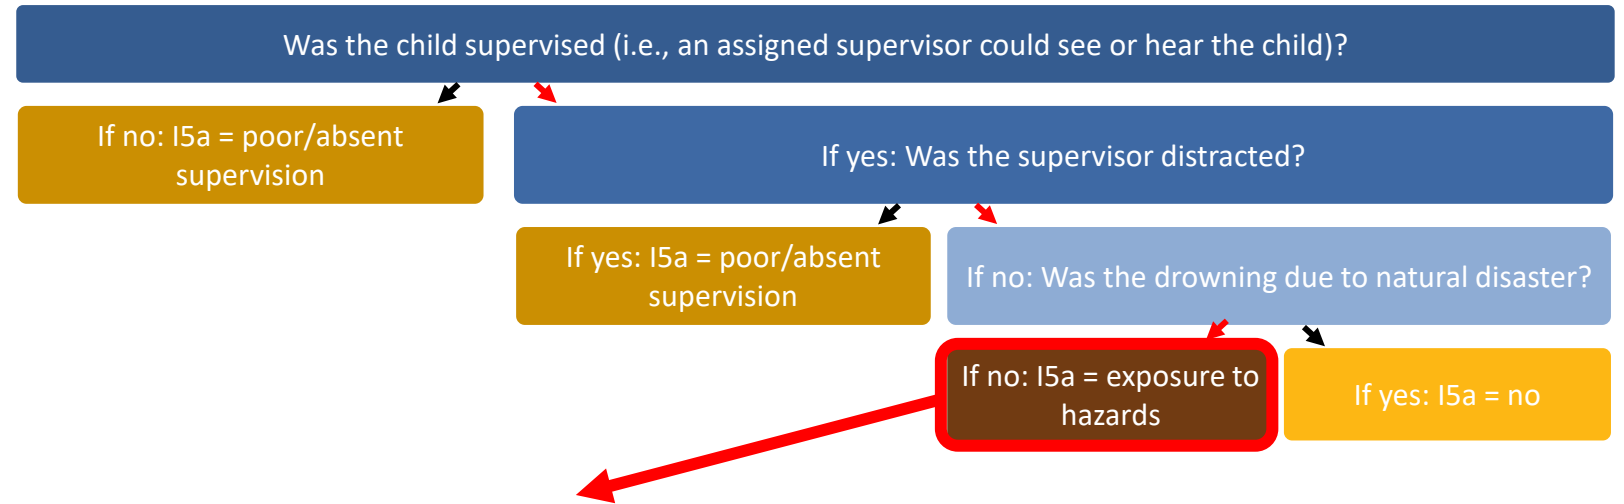 Was the child supervised (i.e., an assigned supervisor could see or hear the child)?
If no: I5a = poor/absent
supervision
If yes: Was the supervisor distracted?
If yes: I5a = poor/absent
supervision
If no: Was the drowning due to natural disaster?
If no: I5a = exposure to
hazards
If yes: I5a = no